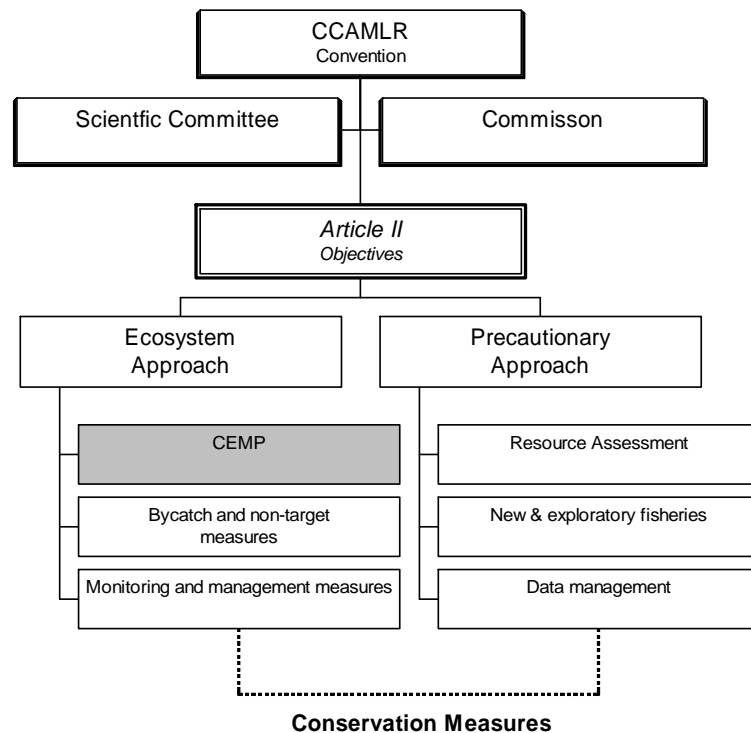 CCAMLR
Convention
Scientfic Committee
Commisson
Article II
Objectives
Ecosystem
Approach
Precautionary
Approach
CEMP
Resource Assessment
Bycatch and non-target
measures
New & exploratory fisheries
Monitoring and management measures
Data management
Conservation Measures